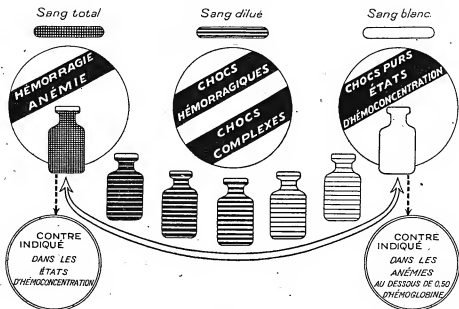 Sang total
Sang dilué
Sang blanc.
HÉMORRAGIE
ANÉMIE
CHOCS
HÉMORRAGIQUES
CHOCS
COMPLEXES
CHOCS PURS
ÉTATS
D'HÉMOCONCENTRATION
CONTRE
INDIQUÉ
DANS LES
ÉTATS
D'HÉMOCONCENTRATION
CONTRE
INDIQUÉ
DANS LES
ANÉMIES
AU DESSOUS DE 0,50
D'HÉMOGLOBINE